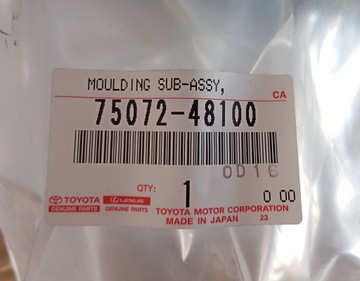 MOULDING SUB-ASSY,
CA
75072-48100
0D16
QTY: 1 0 00
TOYOTA LEXUS
GENUINE PARTS GENUINE PARTS
TOYOTA MOTOR CORPORATION
MADE IN JAPAN 23